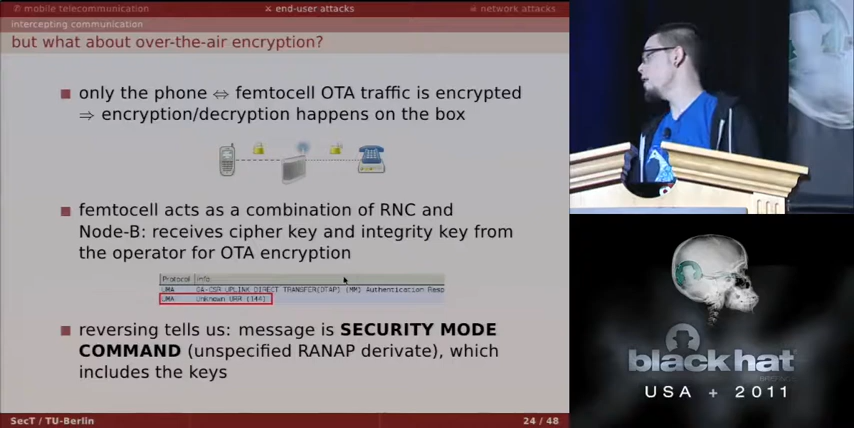 mobile telecommunication
end-user attacks
network attacks
intercepting communication
but what about over-the-air encryption?
only the phone ⇔ femtocell OTA traffic is encrypted
⇒ encryption/decryption happens on the box
femtocell acts as a combination of RNC and
Node-B: receives cipher key and integrity key from
the operator for OTA encryption
Protocol Info
UMA GA-CSR UPLINK DIRECT TRANSFER(DTAP) (MM) Authentication Resp
UMA Unknown URR (144)
reversing tells us: message is SECURITY MODE
COMMAND (unspecified RANAP derivate), which
includes the keys
SecT / TU-Berlin
24 / 48
black hat
USA + 2011